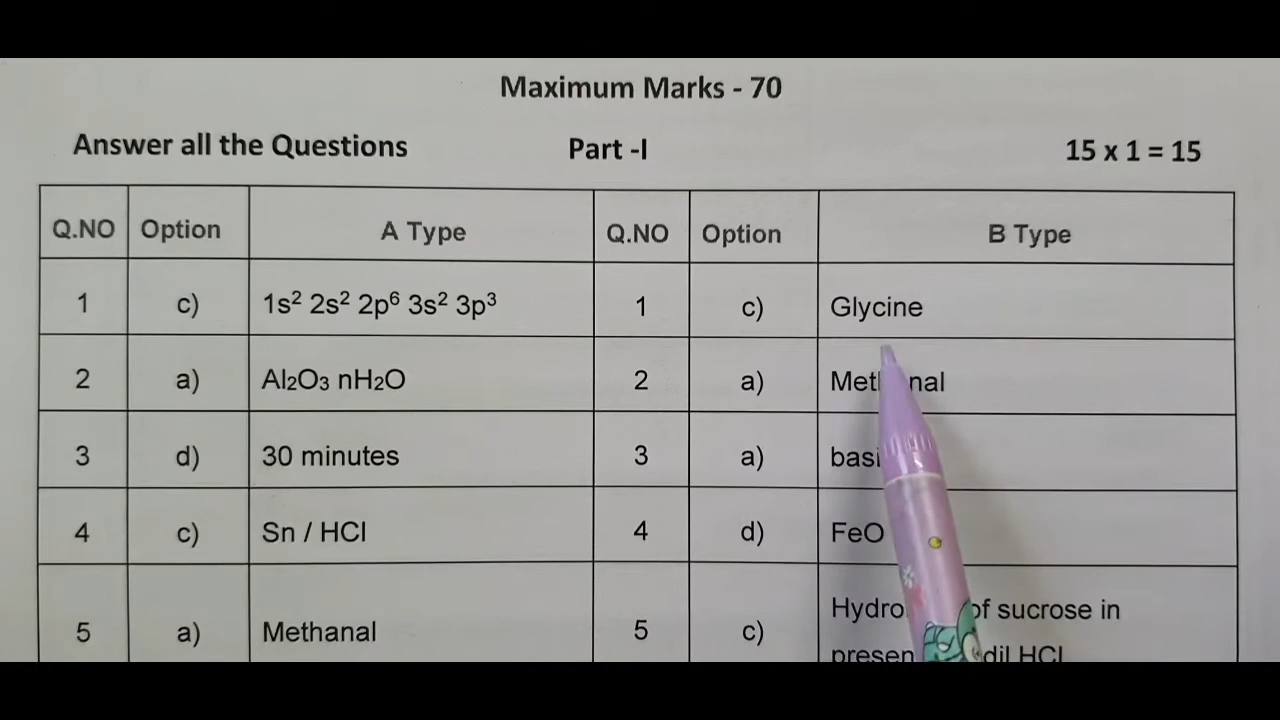 Maximum Marks - 70
Answer all the Questions Part -I 15 x 1 = 15
Q.NO Option A Type Q.NO Option B Type
1 c) 1s² 2s² 2p⁶ 3s² 3p³ 1 c) Glycine
2 a) Al₂O₃ nH₂O 2 a)
3 d) 30 minutes 3 a)
4 c) Sn / HCl 4 d) FeO
5 a) Methanal 5 c) of sucrose in
dil HCl